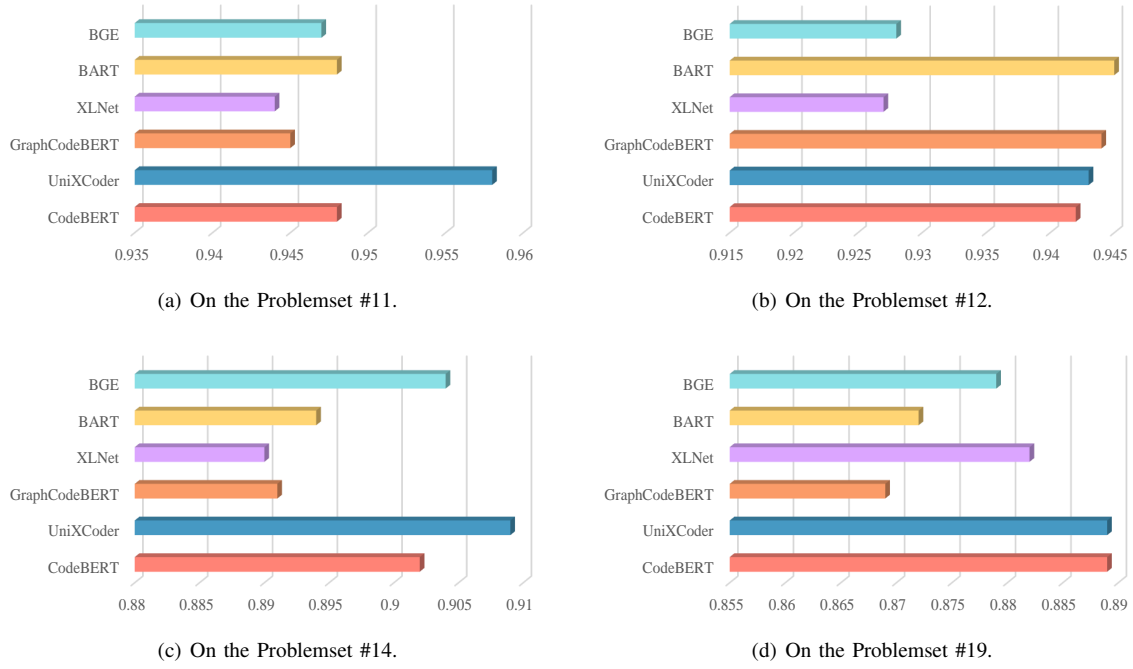 BGE
BART
XLNet
GraphCodeBERT
UniXCoder
CodeBERT
0.935 0.94 0.945 0.95 0.955 0.96
(a) On the Problemset #11.
BGE
BART
XLNet
GraphCodeBERT
UniXCoder
CodeBERT
0.915 0.92 0.925 0.93 0.935 0.94 0.945
(b) On the Problemset #12.
BGE
BART
XLNet
GraphCodeBERT
UniXCoder
CodeBERT
0.88 0.885 0.89 0.895 0.9 0.905 0.91
(c) On the Problemset #14.
BGE
BART
XLNet
GraphCodeBERT
UniXCoder
CodeBERT
0.855 0.86 0.865 0.87 0.875 0.88 0.885 0.89
(d) On the Problemset #19.